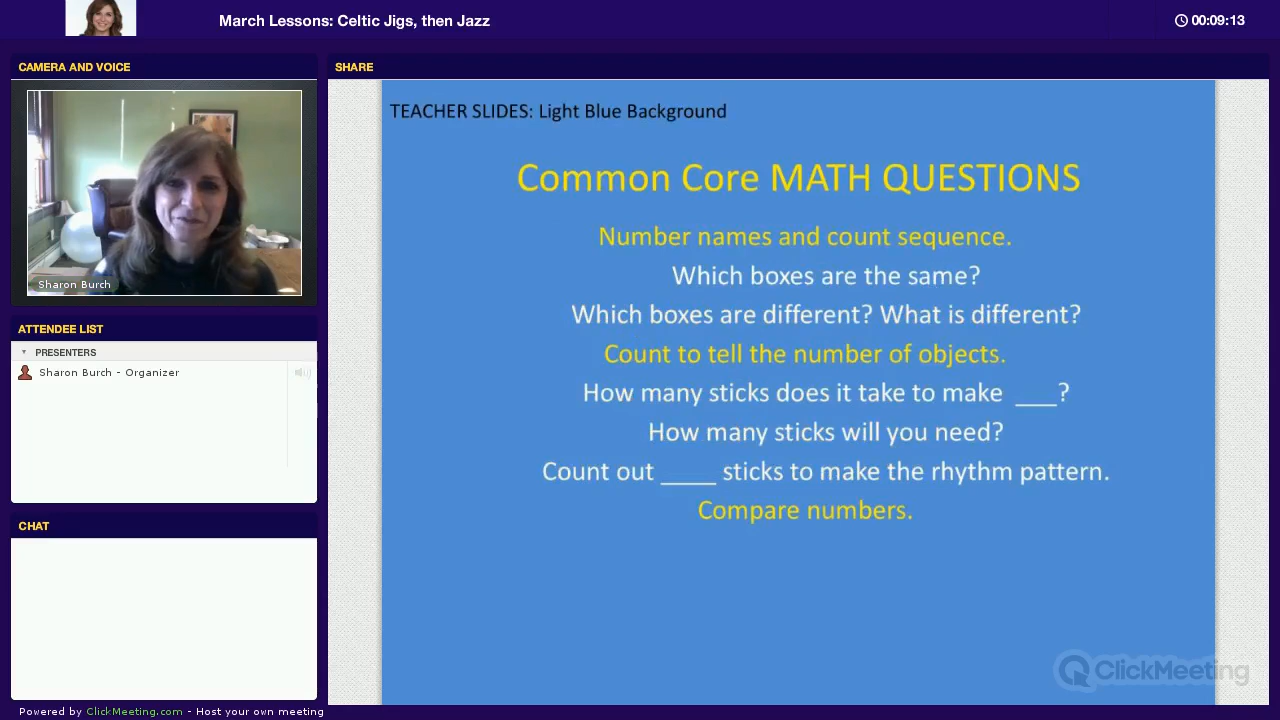 March Lessons: Celtic Jigs, then Jazz
00:09:13
CAMERA AND VOICE
Sharon Burch
ATTENDEE LIST
PRESENTERS
Sharon Burch - Organizer
CHAT
Powered by ClickMeeting.com - Host your own meeting
SHARE
TEACHER SLIDES: Light Blue Background
Common Core MATH QUESTIONS
Number names and count sequence.
Which boxes are the same?
Which boxes are different? What is different?
Count to tell the number of objects.
How many sticks does it take to make ___?
How many sticks will you need?
Count out ____ sticks to make the rhythm pattern.
Compare numbers.
ClickMeeting